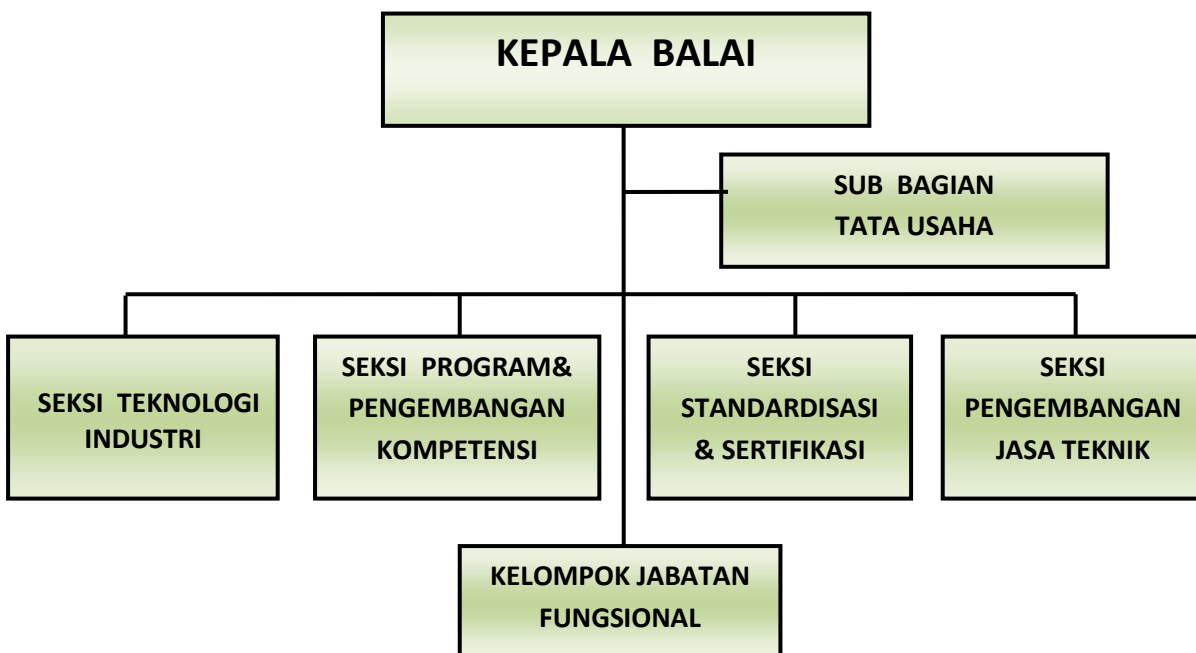 KEPALA BALAI
SUB BAGIAN
TATA USAHA
SEKSI TEKNOLOGI
INDUSTRI
SEKSI PROGRAM&
PENGEMBANGAN
KOMPETENSI
SEKSI
STANDARDISASI
& SERTIFIKASI
SEKSI
PENGEMBANGAN
JASA TEKNIK
KELOMPOK JABATAN
FUNGSIONAL